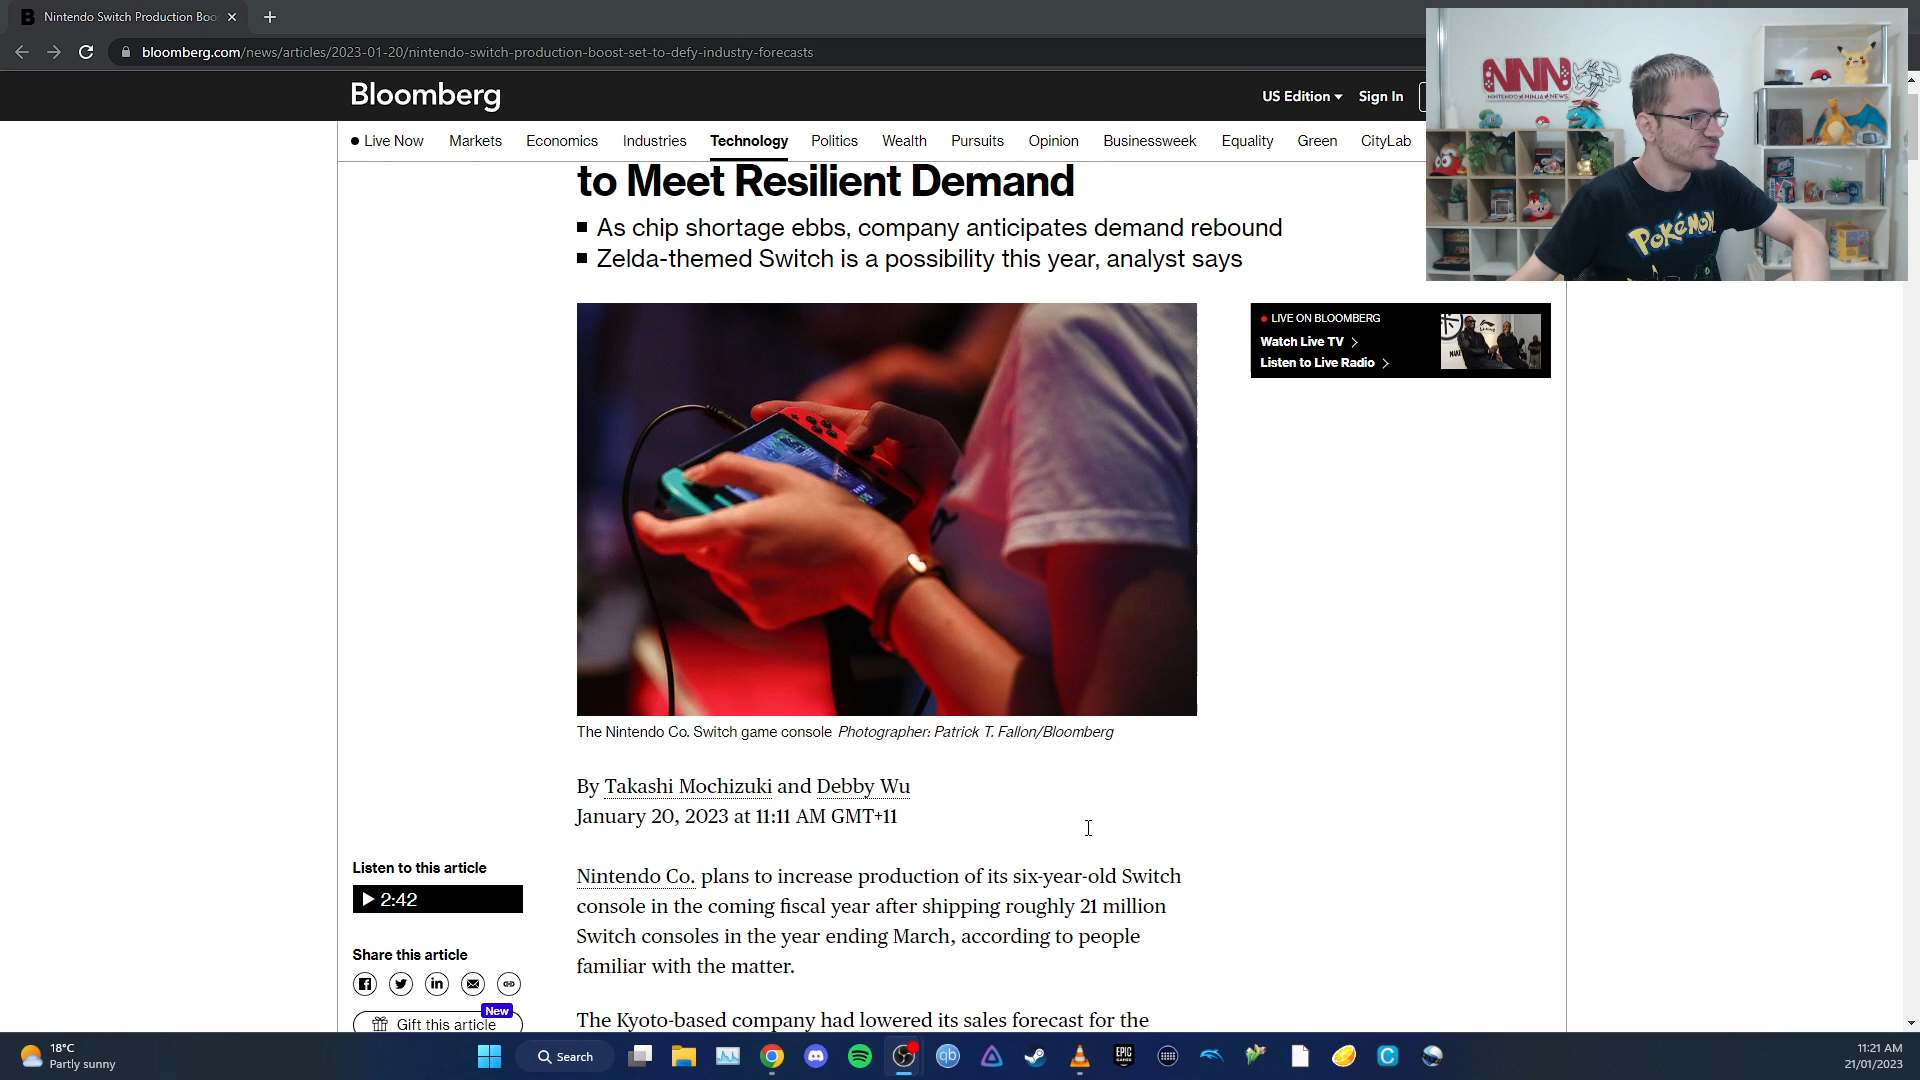 Nintendo Switch Production Boo
bloomberg.com/news/articles/2023-01-20/nintendo-switch-production-boost-set-to-defy-industry-forecasts
Bloomberg
US Edition
Sign In
NNN
NINTENDO NINJA NEWS
Pokémon
Live Now Markets Economics Industries Technology Politics Wealth Pursuits Opinion Businessweek Equality Green CityLab
to Meet Resilient Demand
As chip shortage ebbs, company anticipates demand rebound
Zelda-themed Switch is a possibility this year, analyst says
LIVE ON BLOOMBERG
Watch Live TV
Listen to Live Radio
The Nintendo Co. Switch game console Photographer: Patrick T. Fallon/Bloomberg
By Takashi Mochizuki and Debby Wu
January 20, 2023 at 11:11 AM GMT+11
Listen to this article
2:42
Share this article
New
Gift this article
Nintendo Co. plans to increase production of its six-year-old Switch
console in the coming fiscal year after shipping roughly 21 million
Switch consoles in the year ending March, according to people
familiar with the matter.
The Kyoto-based company had lowered its sales forecast for the
18°C
Partly sunny
Search
qb
EPIC
GAMES
11:21 AM
21/01/2023